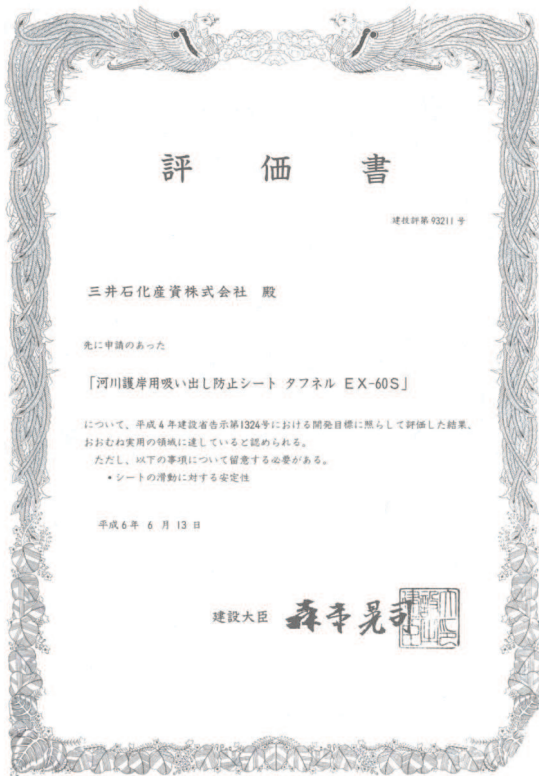 評価書
建技評第93211号
三井石化産資株式会社 殿
先に申請のあった
「河川護岸用吸い出し防止シート タフネル EX-60S」
について、平成4年建設省告示第1324号における開発目標に照らして評価した結果、
おおむね実用の領域に達していると認められる。
ただし、以下の事項について留意する必要がある。
・シートの滑動に対する安定性
平成6年 6月13日
建設大臣 森本晃司